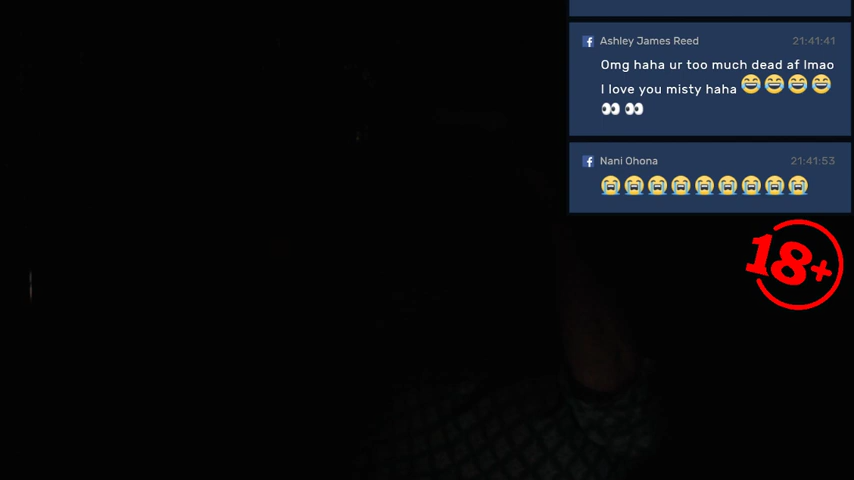 Ashley James Reed 21:41:41
Omg haha ur too much dead af lmao
I love you misty haha 😂😂😂😂
👀👀
Nani Ohona 21:41:53
😭😭😭😭😭😭😭😭😭
18+